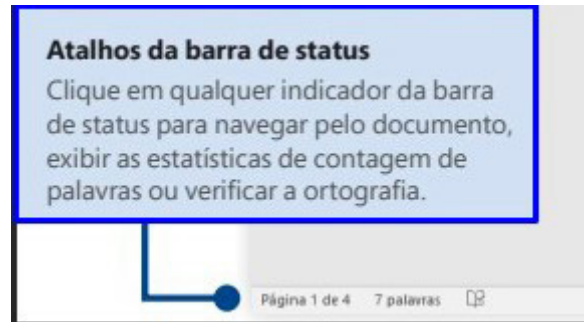 Atalhos da barra de status
Clique em qualquer indicador da barra
de status para navegar pelo documento,
exibir as estatísticas de contagem de
palavras ou verificar a ortografia.
Página 1 de 4 7 palavras